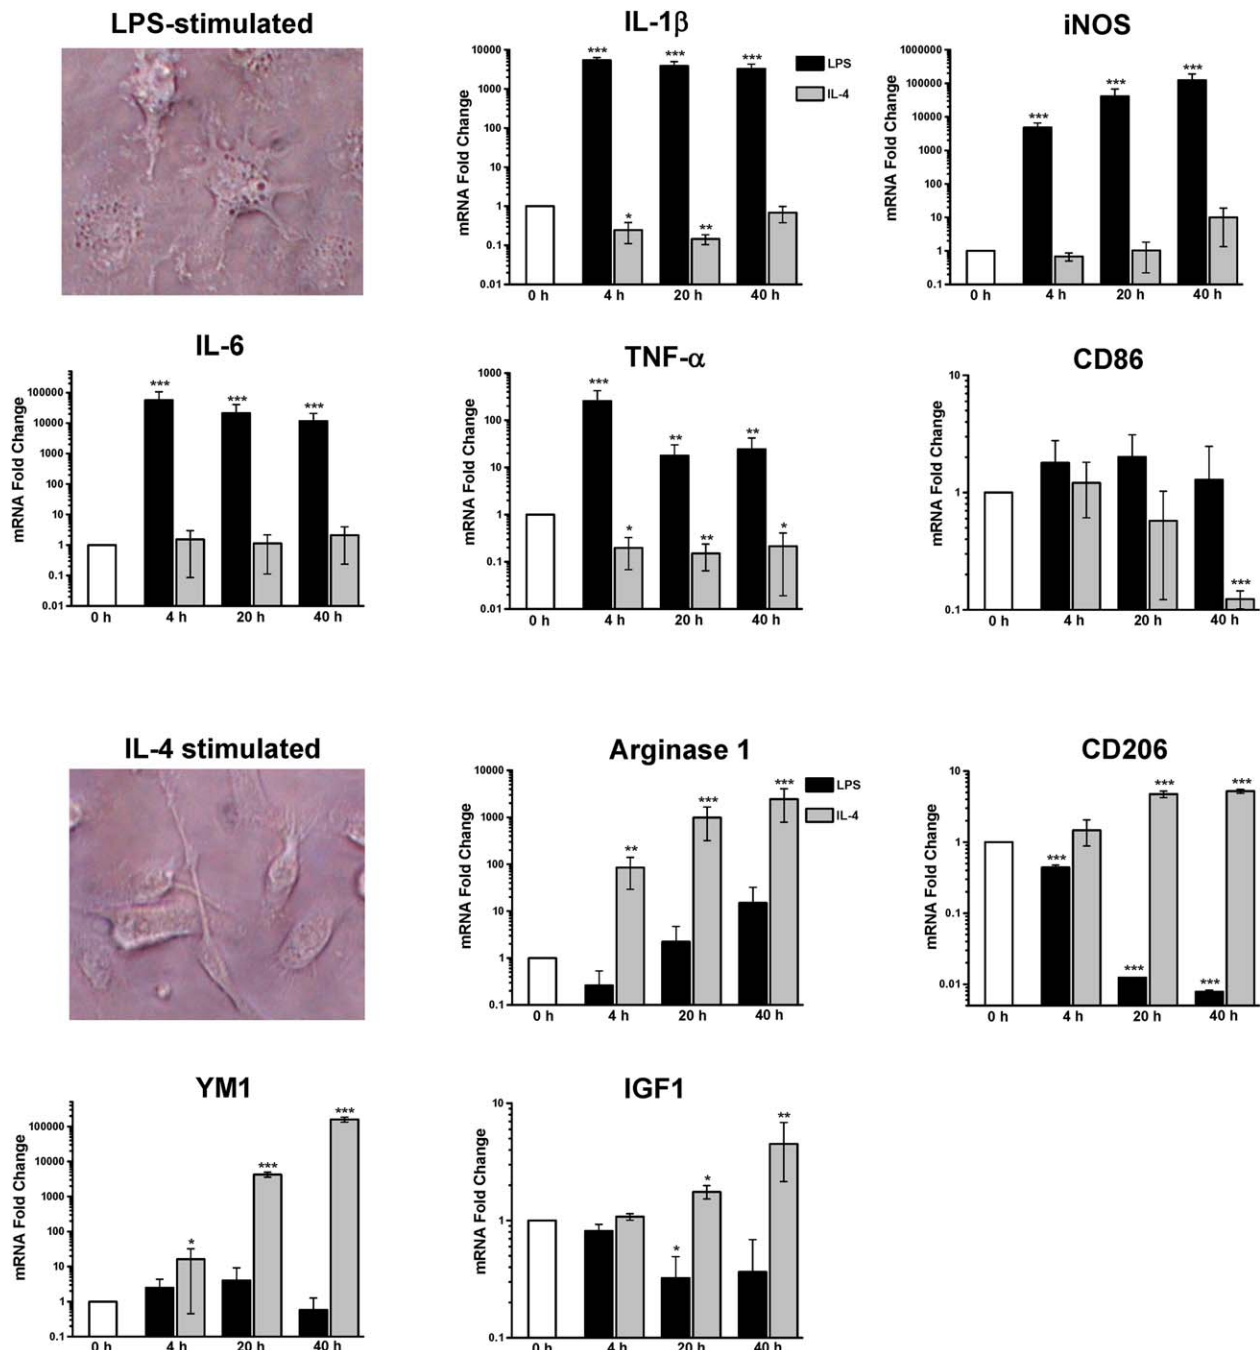 LPS-stimulated
IL-1β
mRNA Fold Change
10000
1000
100
10
1
0.1
0.01
***
***
***
*
**
LPS
IL-4
0 h
4 h
20 h
40 h
iNOS
mRNA Fold Change
1000000
100000
10000
1000
100
10
1
0.1
***
***
***
0 h
4 h
20 h
40 h
IL-6
mRNA Fold Change
100000
10000
1000
100
10
1
0.1
0.01
***
***
***
0 h
4 h
20 h
40 h
TNF-α
mRNA Fold Change
1000
100
10
1
0.1
0.01
***
**
**
*
**
*
0 h
4 h
20 h
40 h
CD86
mRNA Fold Change
10
1
0.1
***
0 h
4 h
20 h
40 h
IL-4 stimulated
Arginase 1
mRNA Fold Change
10000
1000
100
10
1
0.1
**
***
***
LPS
IL-4
0 h
4 h
20 h
40 h
CD206
mRNA Fold Change
10
1
0.1
0.01
***
***
***
***
***
0 h
4 h
20 h
40 h
YM1
mRNA Fold Change
100000
10000
1000
100
10
1
0.1
*
***
***
0 h
4 h
20 h
40 h
IGF1
mRNA Fold Change
10
1
0.1
*
*
**
0 h
4 h
20 h
40 h